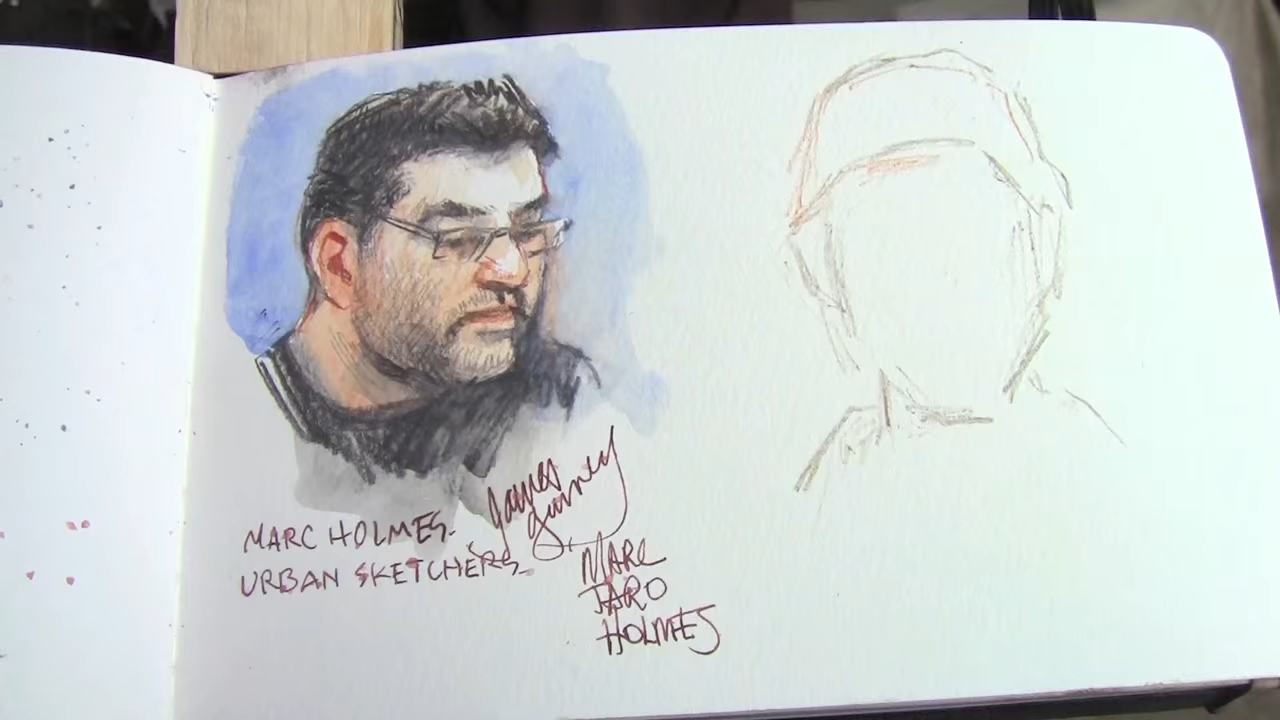 MARC HOLMES.
URBAN SKETCHERS.
James
Gurney
MARC
TARO
HOLMES